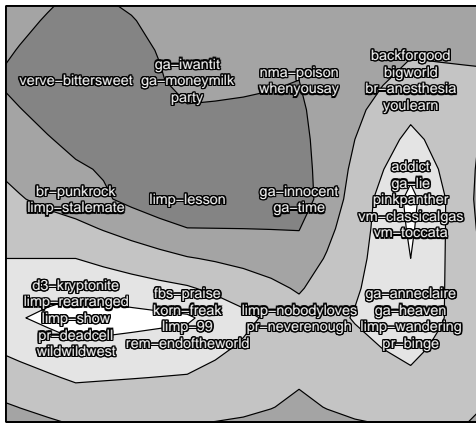 verve–bittersweet
ga–iwantit
ga–moneymilk
party
nma–poison
whenyousay
backforgood
bigworld
br–anesthesia
youlearn
br–punkrock
limp–stalemate
limp–lesson
ga–innocent
ga–time
addict
ga–lie
pinkpanther
vm–classicalgas
vm–toccata
d3–kryptonite
limp–rearranged
limp–show
pr–deadcell
wildwildwest
fbs–praise
korn–freak
limp–99
rem–endoftheworld
limp–nobodyloves
pr–neverenough
ga–anneclaire
ga–heaven
limp–wandering
pr–binge